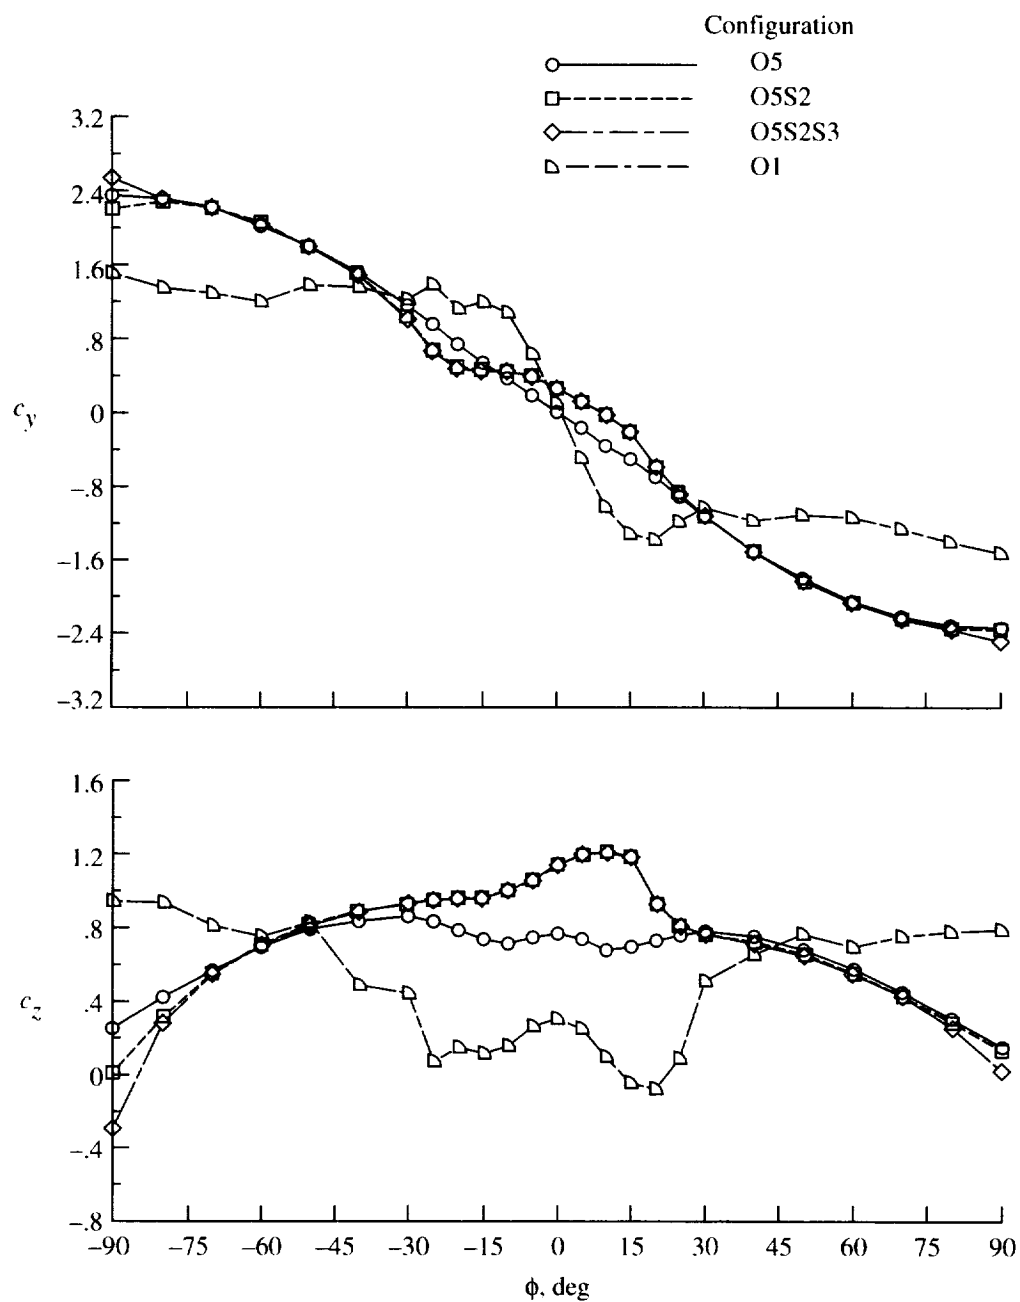 Configuration
O5
O5S2
O5S2S3
O1
3.2
2.4
1.6
.8
0
–.8
–1.6
–2.4
–3.2
c_y
1.6
1.2
.8
.4
0
–.4
–.8
c_z
–90 –75 –60 –45 –30 –15 0 15 30 45 60 75 90
ϕ, deg